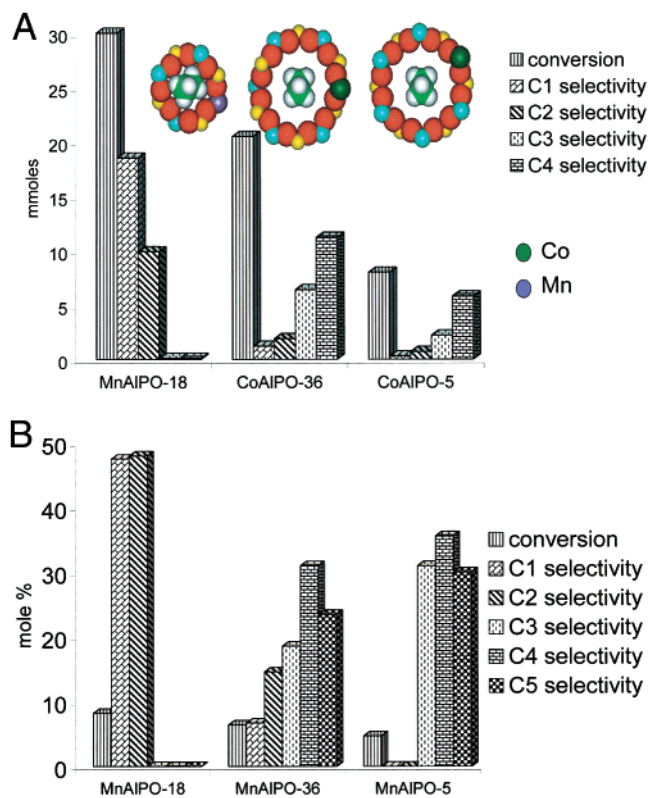 A
30
25
20
15
10
5
0
mmoles
MnAlPO-18
CoAlPO-36
CoAlPO-5
conversion
C1 selectivity
C2 selectivity
C3 selectivity
C4 selectivity
Co
Mn
B
50
40
30
20
10
0
mole %
MnAlPO-18
MnAlPO-36
MnAlPO-5
conversion
C1 selectivity
C2 selectivity
C3 selectivity
C4 selectivity
C5 selectivity